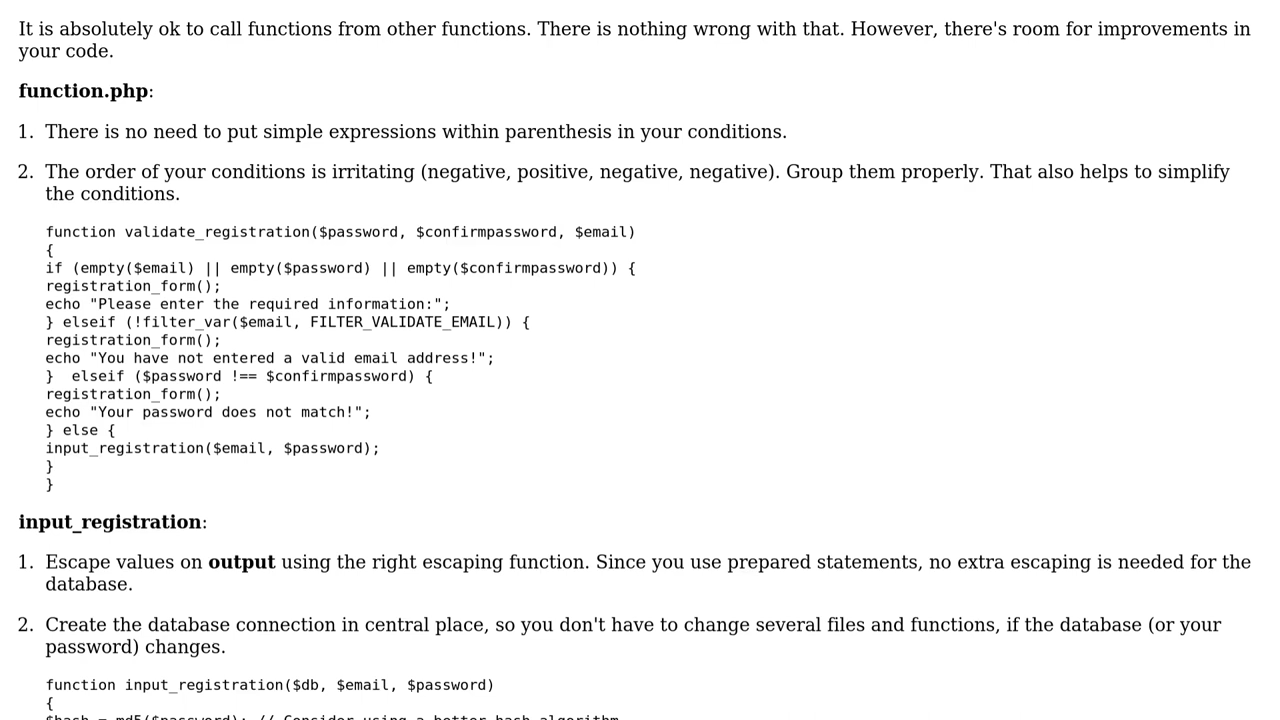 It is absolutely ok to call functions from other functions. There is nothing wrong with that. However, there's room for improvements in
your code.
function.php:
1. There is no need to put simple expressions within parenthesis in your conditions.
2. The order of your conditions is irritating (negative, positive, negative, negative). Group them properly. That also helps to simplify
the conditions.
function validate_registration($password, $confirmpassword, $email)
{
if (empty($email) || empty($password) || empty($confirmpassword)) {
registration_form();
echo "Please enter the required information:";
} elseif (!filter_var($email, FILTER_VALIDATE_EMAIL)) {
registration_form();
echo "You have not entered a valid email address!";
}  elseif ($password !== $confirmpassword) {
registration_form();
echo "Your password does not match!";
} else {
input_registration($email, $password);
}
}
input_registration:
1. Escape values on output using the right escaping function. Since you use prepared statements, no extra escaping is needed for the
database.
2. Create the database connection in central place, so you don't have to change several files and functions, if the database (or your
password) changes.
function input_registration($db, $email, $password)
{
$hash = md5($password); // Consider using a better hash algorithm